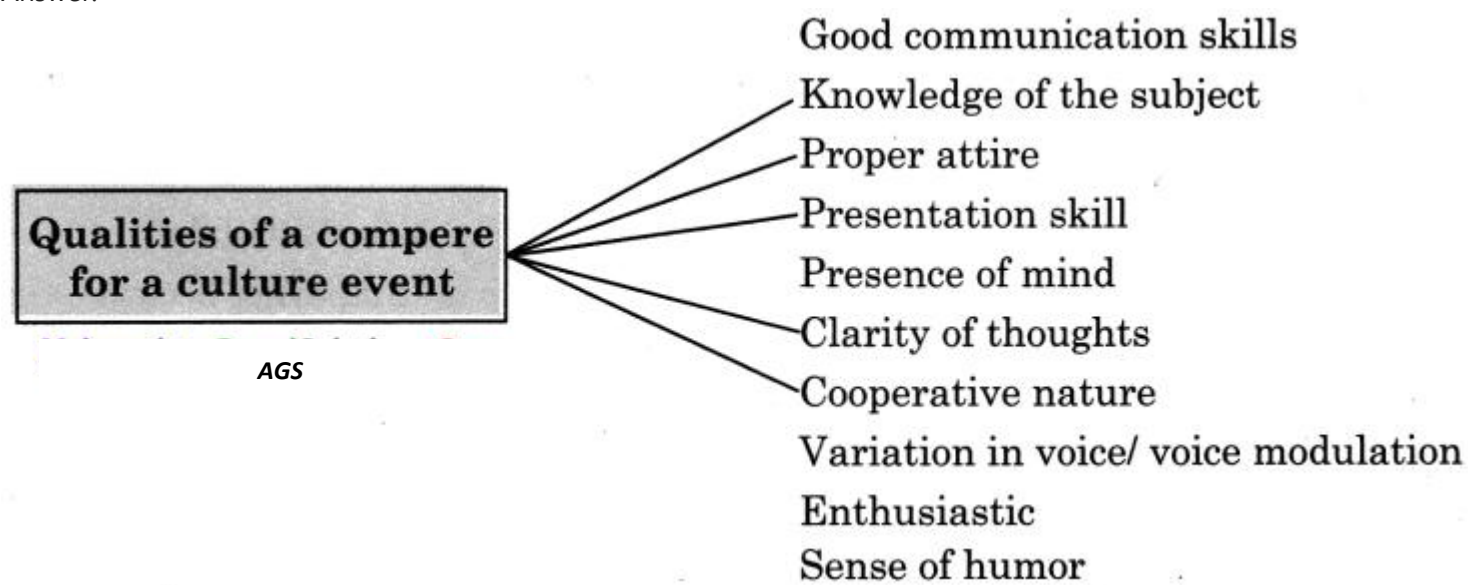 Good communication skills
Knowledge of the subject
Proper attire
Presentation skill
Qualities of a compere
for a culture event
Presence of mind
Clarity of thoughts
AGS
Cooperative nature
Variation in voice/ voice modulation
Enthusiastic
Sense of humor